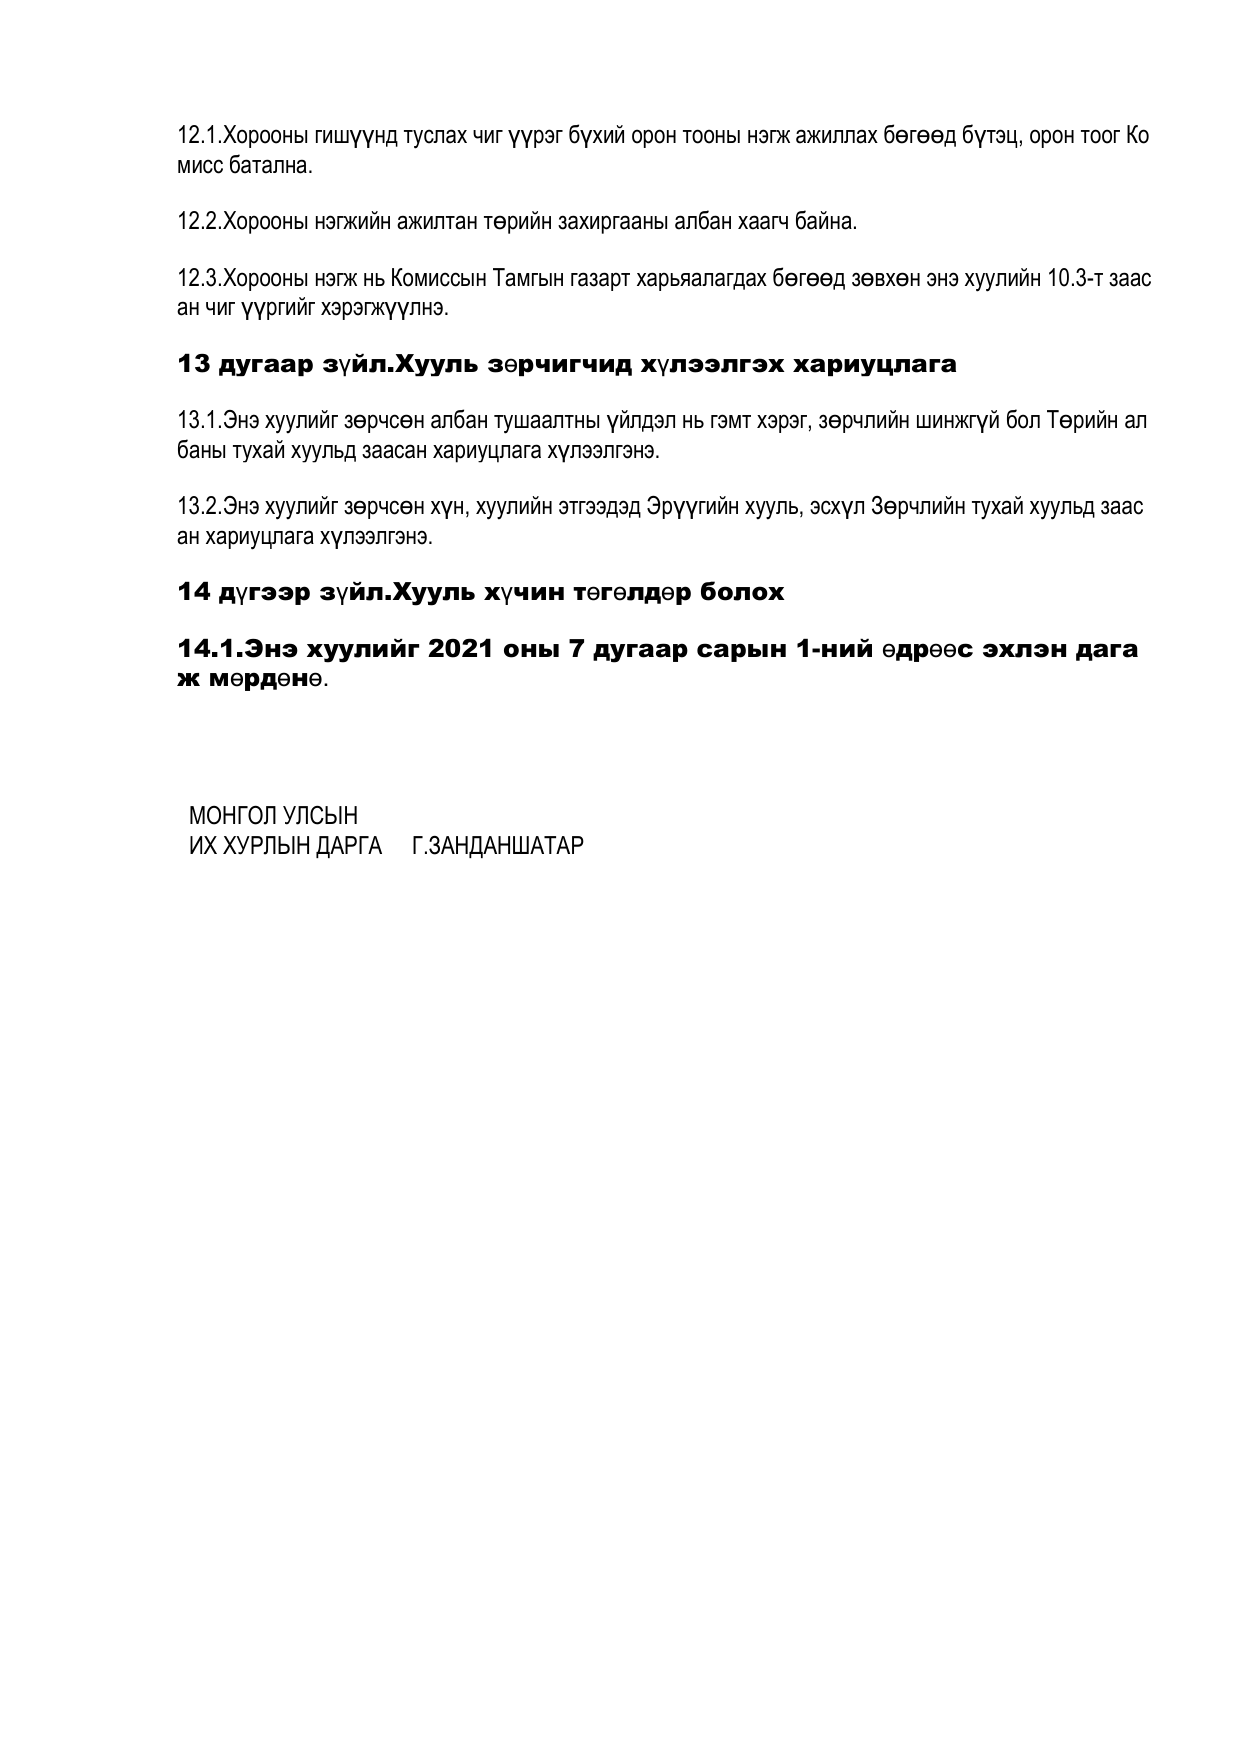 12.1.Хорооны гишүүнд туслах чиг үүрэг бүхий орон тооны нэгж ажиллах бөгөөд бүтэц, орон тоог Ко
мисс батална.
12.2.Хорооны нэгжийн ажилтан төрийн захиргааны албан хаагч байна.
12.3.Хорооны нэгж нь Комиссын Тамгын газарт харьяалагдах бөгөөд зөвхөн энэ хуулийн 10.3-т заас
ан чиг үүргийг хэрэгжүүлнэ.
13 дугаар зүйл.Хууль зөрчигчид хүлээлгэх хариуцлага
13.1.Энэ хуулийг зөрчсөн албан тушаалтны үйлдэл нь гэмт хэрэг, зөрчлийн шинжгүй бол Төрийн ал
баны тухай хуульд заасан хариуцлага хүлээлгэнэ.
13.2.Энэ хуулийг зөрчсөн хүн, хуулийн этгээдэд Эрүүгийн хууль, эсхүл Зөрчлийн тухай хуульд заас
ан хариуцлага хүлээлгэнэ.
14 дүгээр зүйл.Хууль хүчин төгөлдөр болох
14.1.Энэ хуулийг 2021 оны 7 дугаар сарын 1-ний өдрөөс эхлэн дага
ж мөрдөнө.
МОНГОЛ УЛСЫН
ИХ ХУРЛЫН ДАРГА Г.ЗАНДАНШАТАР